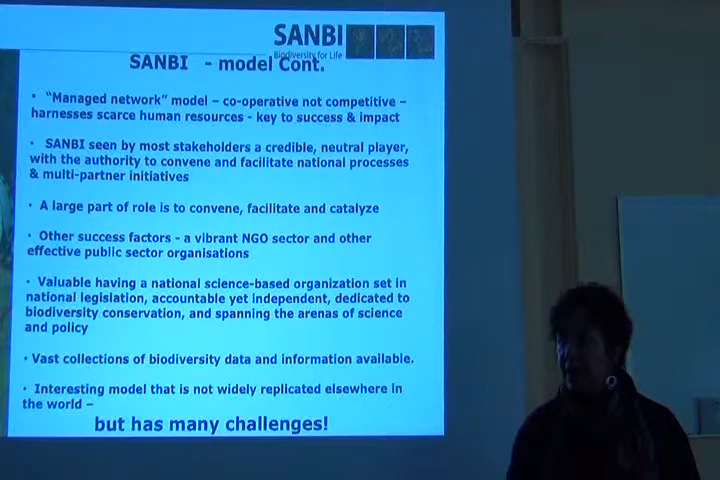 SANBI
Biodiversity for Life
SANBI - model Cont.
• "Managed network" model – co-operative not competitive –
harnesses scarce human resources - key to success & impact
• SANBI seen by most stakeholders a credible, neutral player,
with the authority to convene and facilitate national processes
& multi-partner initiatives
• A large part of role is to convene, facilitate and catalyze
• Other success factors - a vibrant NGO sector and other
effective public sector organisations
• Valuable having a national science-based organization set in
national legislation, accountable yet independent, dedicated to
biodiversity conservation, and spanning the arenas of science
and policy
• Vast collections of biodiversity data and information available.
• Interesting model that is not widely replicated elsewhere in
the world –
but has many challenges!